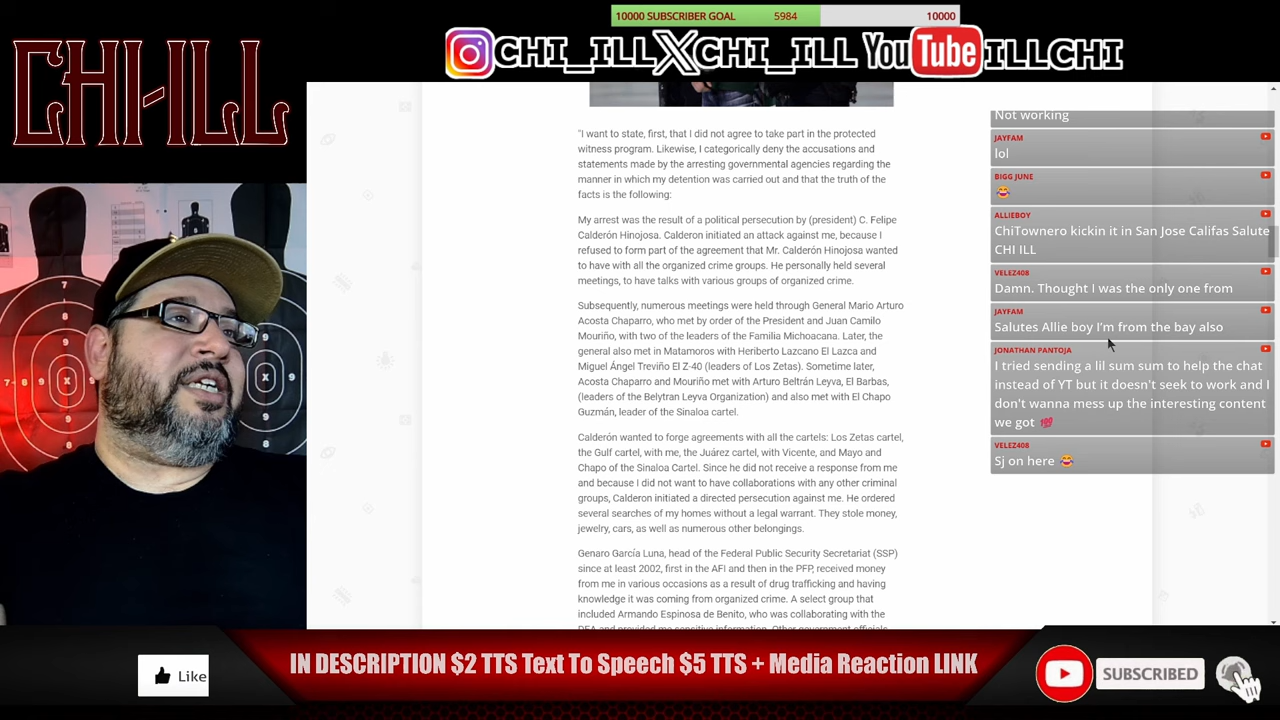 10000 SUBSCRIBER GOAL 5984 10000
CHI-ILL
CHI_ILL X CHI_ILL YouTube ILLCHI
"I want to state, first, that I did not agree to take part in the protected
witness program. Likewise, I categorically deny the accusations and
statements made by the arresting governmental agencies regarding the
manner in which my detention was carried out and that the truth of the
facts is the following:
My arrest was the result of a political persecution by (president) C. Felipe
Calderón Hinojosa. Calderon initiated an attack against me, because I
refused to form part of the agreement that Mr. Calderón Hinojosa wanted
to have with all the organized crime groups. He personally held several
meetings, to have talks with various groups of organized crime.
Subsequently, numerous meetings were held through General Mario Arturo
Acosta Chaparro, who met by order of the President and Juan Camilo
Mouriño, with two of the leaders of the Familia Michoacana. Later, the
general also met in Matamoros with Heriberto Lazcano El Lazca and
Miguel Ángel Treviño El Z-40 (leaders of Los Zetas). Sometime later,
Acosta Chaparro and Mouriño met with Arturo Beltrán Leyva, El Barbas,
(leaders of the Belytran Leyva Organization) and also met with El Chapo
Guzmán, leader of the Sinaloa cartel.
Calderón wanted to forge agreements with all the cartels: Los Zetas cartel,
the Gulf cartel, with me, the Juárez cartel, with Vicente, and Mayo and
Chapo of the Sinaloa Cartel. Since he did not receive a response from me
and because I did not want to have collaborations with any other criminal
groups, Calderon initiated a directed persecution against me. He ordered
several searches of my homes without a legal warrant. They stole money,
jewelry, cars, as well as numerous other belongings.
Genaro García Luna, head of the Federal Public Security Secretariat (SSP)
since at least 2002, first in the AFI and then in the PFP, received money
from me in various occasions as a result of drug trafficking and having
knowledge it was coming from organized crime. A select group that
included Armando Espinosa de Benito, who was collaborating with the
DEA and provided me sensitive information. Other government officials
Not working
JAYFAM
lol
BIGG JUNE
😂
ALLIEBOY
ChiTownero kickin it in San Jose Califas Salute
CHI ILL
VELEZ408
Damn. Thought I was the only one from
JAYFAM
Salutes Allie boy I'm from the bay also
JONATHAN PANTOJA
I tried sending a lil sum sum to help the chat
instead of YT but it doesn't seek to work and I
don't wanna mess up the interesting content
we got 💯
VELEZ408
Sj on here 😂
7-8 9 X 9
9 X 9
9
8
Like
IN DESCRIPTION $2 TTS Text To Speech $5 TTS + Media Reaction LINK
SUBSCRIBED